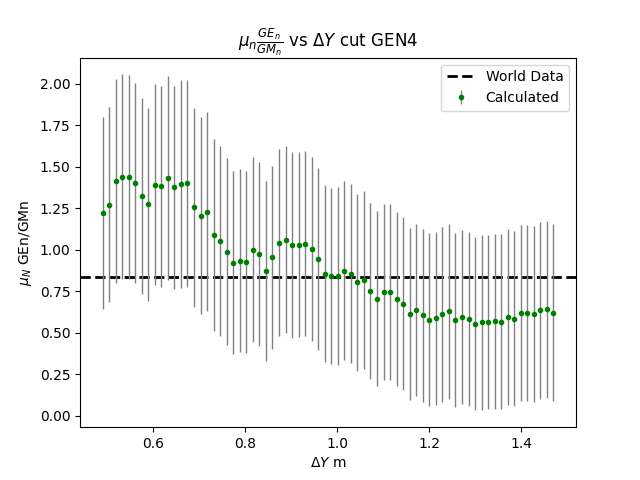 μₙ GEₙ/GMₙ vs ΔY cut GEN4
World Data
Calculated
2.00
1.75
1.50
1.25
1.00
0.75
0.50
0.25
0.00
μ_N GEn/GMn
0.6
0.8
1.0
1.2
1.4
ΔY m